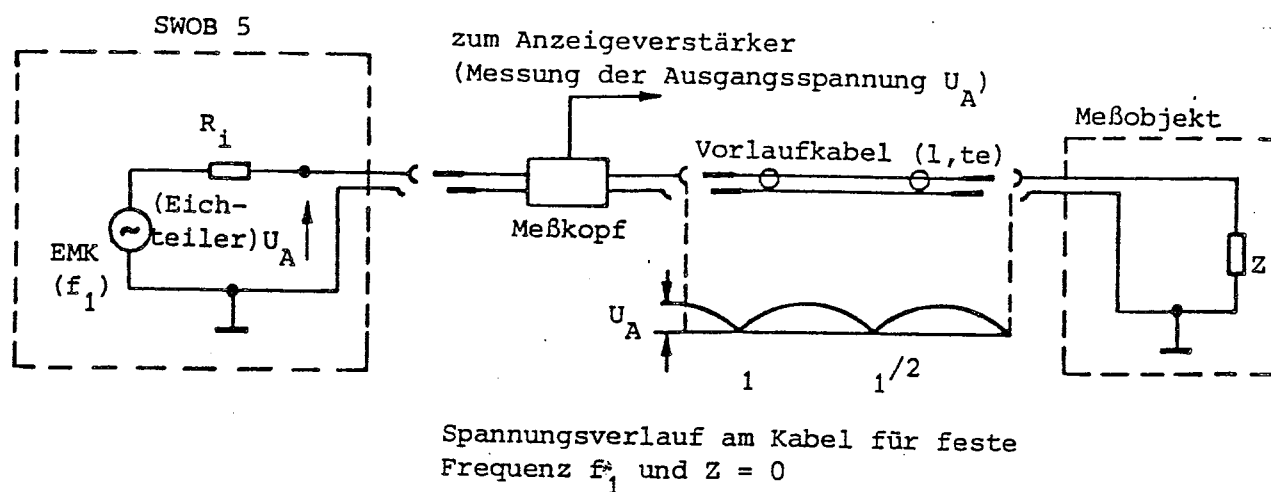 SWOB 5
zum Anzeigeverstärker
(Messung der Ausgangsspannung U_A)
Meßobjekt
R_i
Vorlaufkabel (l,te)
(Eich-
teiler) U_A
EMK
(f_1)
Meßkopf
Z
U_A
l
l/2
Spannungsverlauf am Kabel für feste
Frequenz f_1 und Z = 0